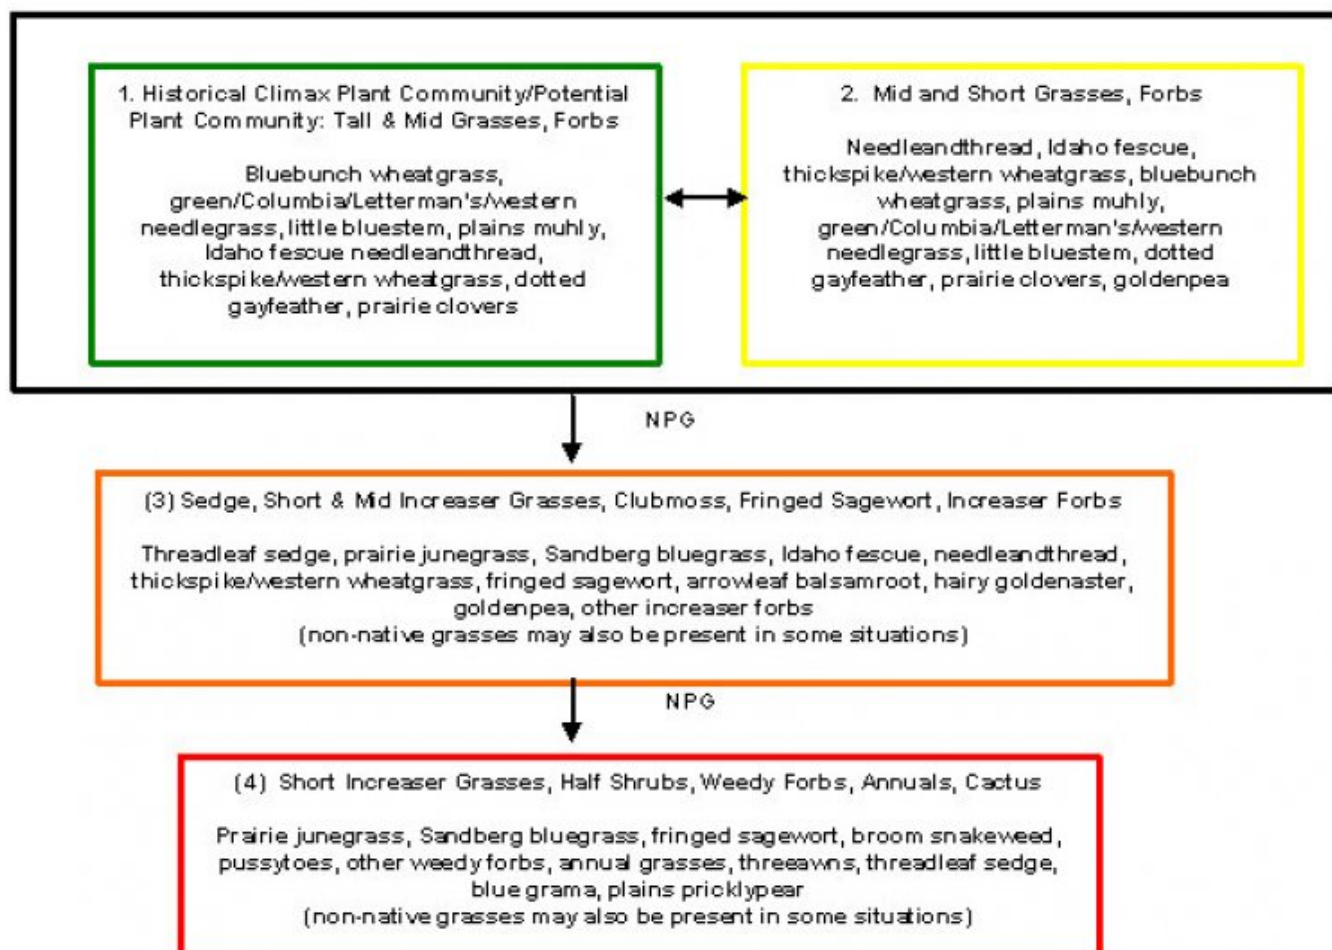 1. Historical Climax Plant Community/Potential
Plant Community: Tall & Mid Grasses, Forbs
Bluebunch wheatgrass,
green/Columbia/Letterman's/western
needlegrass, little bluestem, plains muhly,
Idaho fescue needleandthread,
thickspike/western wheatgrass, dotted
gayfeather, prairie clovers
2. Mid and Short Grasses, Forbs
Needleandthread, Idaho fescue,
thickspike/western wheatgrass, bluebunch
wheatgrass, plains muhly,
green/Columbia/Letterman's/western
needlegrass, little bluestem, dotted
gayfeather, prairie clovers, goldenpea
NPG
(3) Sedge, Short & Mid Increaser Grasses, Clubmoss, Fringed Sagewort, Increaser Forbs
Threadleaf sedge, prairie junegrass, Sandberg bluegrass, Idaho fescue, needleandthread,
thickspike/western wheatgrass, fringed sagewort, arrowleaf balsamroot, hairy goldenaster,
goldenpea, other increaser forbs
(non-native grasses may also be present in some situations)
NPG
(4) Short Increaser Grasses, Half Shrubs, Weedy Forbs, Annuals, Cactus
Prairie junegrass, Sandberg bluegrass, fringed sagewort, broom snakeweed,
pussytoes, other weedy forbs, annual grasses, threeawns, threadleaf sedge,
blue grama, plains pricklypear
(non-native grasses may also be present in some situations)